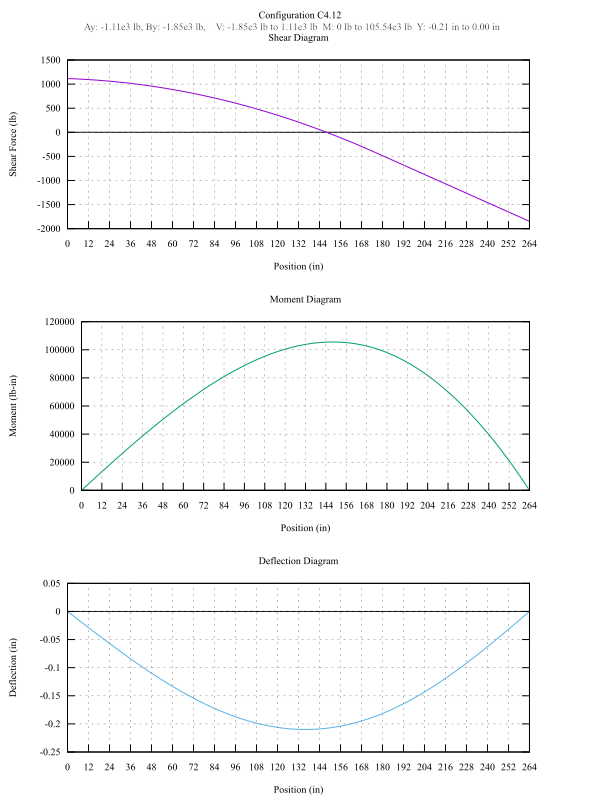 Configuration C4.12
Ay: -1.11e3 lb, By: -1.85e3 lb, V: -1.85e3 lb to 1.11e3 lb M: 0 lb to 105.54e3 lb Y: -0.21 in to 0.00 in
Shear Diagram
1500
1000
500
0
-500
-1000
-1500
-2000
Shear Force (lb)
0 12 24 36 48 60 72 84 96 108 120 132 144 156 168 180 192 204 216 228 240 252 264
Position (in)
Moment Diagram
120000
100000
80000
60000
40000
20000
0
Moment (lb-in)
0 12 24 36 48 60 72 84 96 108 120 132 144 156 168 180 192 204 216 228 240 252 264
Position (in)
Deflection Diagram
0.05
0
-0.05
-0.1
-0.15
-0.2
-0.25
Deflection (in)
0 12 24 36 48 60 72 84 96 108 120 132 144 156 168 180 192 204 216 228 240 252 264
Position (in)